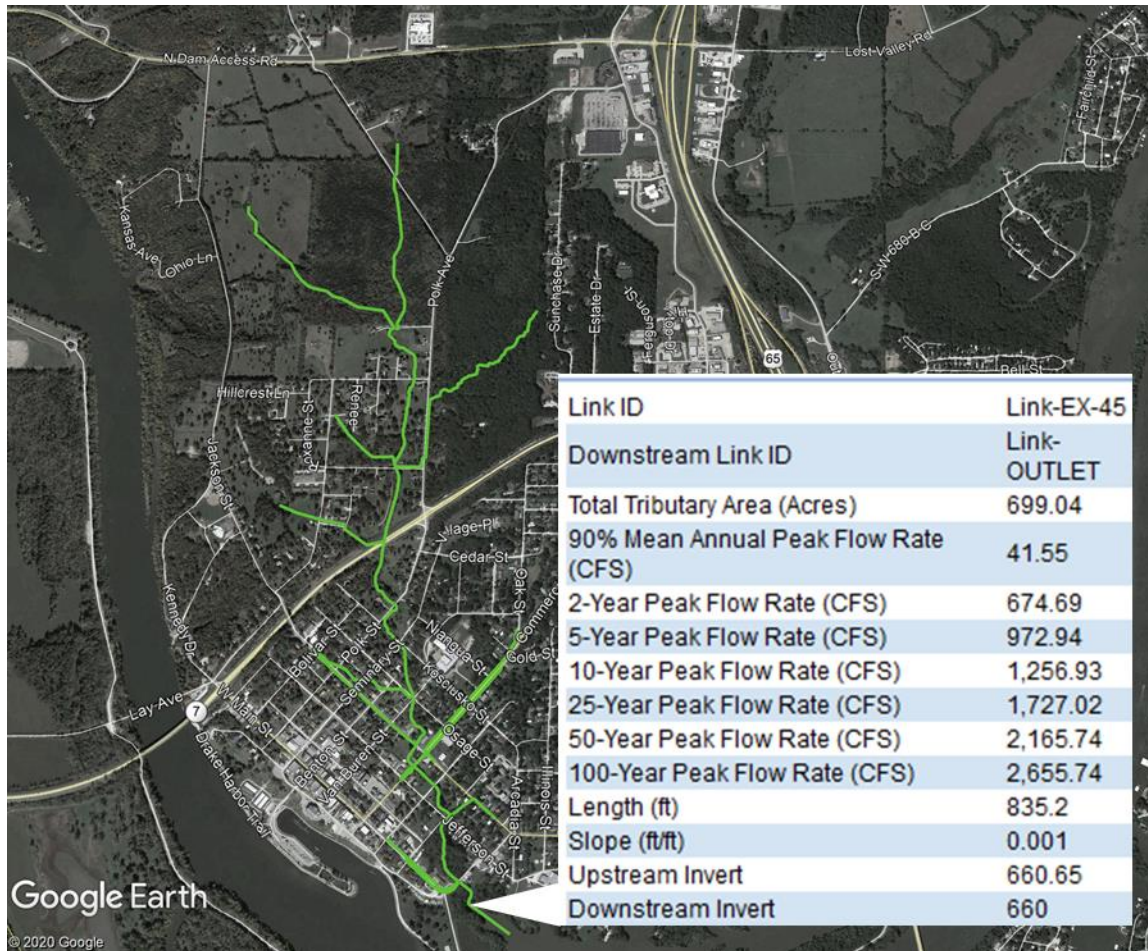 N Dam Access Rd
Lost Valley Rd
Fairchild St
Kansas Ave
Ohio Ln
Polk Ave
Sunchase Dr
Estate Dr
S-W-680-B-C
Ferguson St
65
Bell St
Hillcrest Ln
Renee
Roxanne St
Jackson St
Cedar St
Oak St
Commerc
Gold St
Kennedy Dr
Bolivar S
Polk St
Seminary St
Niangua St
Kosciusko St
Lay Ave
7
W Main St
Drake Harbor Trail
Benton St
Van Buren St
Osage St
Arcadia St
Illinois St
Jefferson St
Link ID Link-EX-45
Downstream Link ID Link-
OUTLET
Total Tributary Area (Acres) 699.04
90% Mean Annual Peak Flow Rate
(CFS) 41.55
2-Year Peak Flow Rate (CFS) 674.69
5-Year Peak Flow Rate (CFS) 972.94
10-Year Peak Flow Rate (CFS) 1,256.93
25-Year Peak Flow Rate (CFS) 1,727.02
50-Year Peak Flow Rate (CFS) 2,165.74
100-Year Peak Flow Rate (CFS) 2,655.74
Length (ft) 835.2
Slope (ft/ft) 0.001
Upstream Invert 660.65
Downstream Invert 660
Google Earth
© 2020 Google